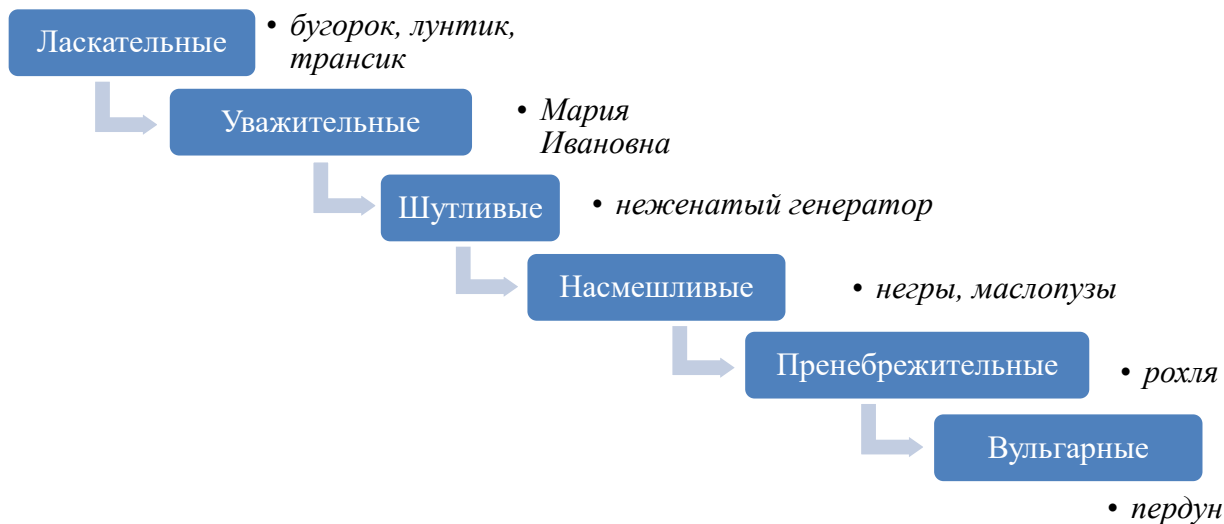 Ласкательные
• бугорок, лунтик,
трансик
Уважительные
• Мария
Ивановна
Шутливые
• неженатый генератор
Насмешливые
• негры, маслопузы
Пренебрежительные
• рохля
Вульгарные
• пердун